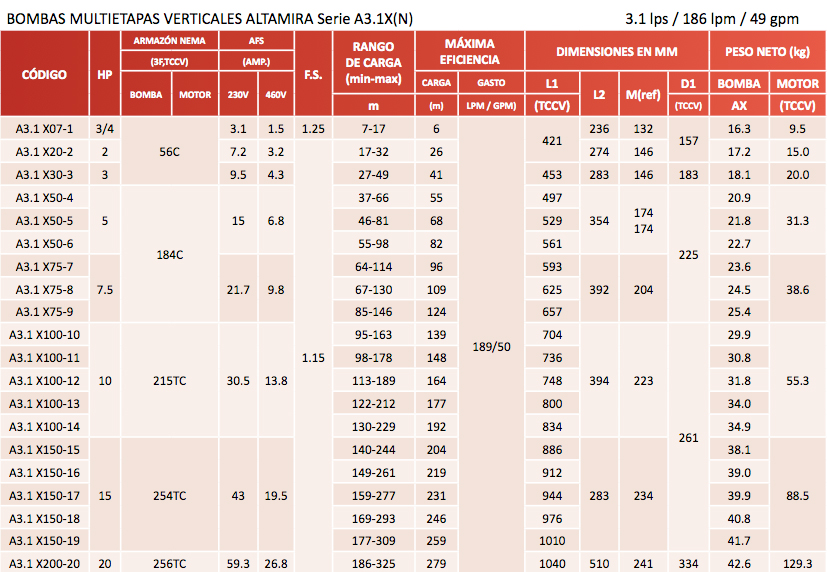 BOMBAS MULTIETAPAS VERTICALES ALTAMIRA Serie A3.1X(N) 3.1 lps / 186 lpm / 49 gpm
CÓDIGO HP ARMAZÓN NEMA AFS F.S. RANGO DE CARGA (min-max) MÁXIMA EFICIENCIA DIMENSIONES EN MM PESO NETO (kg)
(3F,TCCV) (AMP.)
BOMBA MOTOR 230V 460V CARGA GASTO L1 L2 M(ref) D1 BOMBA MOTOR
m (m) LPM / GPM) (TCCV) (TCCV) AX (TCCV)
A3.1 X07-1 3/4 56C 3.1 1.5 1.25 7-17 6 189/50 421 236 132 157 16.3 9.5
A3.1 X20-2 2 7.2 3.2 1.15 17-32 26 274 146 17.2 15.0
A3.1 X30-3 3 9.5 4.3 27-49 41 453 283 146 183 18.1 20.0
A3.1 X50-4 5 184C 15 6.8 37-66 55 497 354 174 225 20.9 31.3
A3.1 X50-5 46-81 68 529 174 21.8
A3.1 X50-6 55-98 82 561 22.7
A3.1 X75-7 7.5 21.7 9.8 64-114 96 593 392 204 23.6 38.6
A3.1 X75-8 67-130 109 625 24.5
A3.1 X75-9 85-146 124 657 25.4
A3.1 X100-10 10 215TC 30.5 13.8 95-163 139 704 394 223 261 29.9 55.3
A3.1 X100-11 98-178 148 736 30.8
A3.1 X100-12 113-189 164 748 31.8
A3.1 X100-13 122-212 177 800 34.0
A3.1 X100-14 130-229 192 834 34.9
A3.1 X150-15 15 254TC 43 19.5 140-244 204 886 283 234 38.1 88.5
A3.1 X150-16 149-261 219 912 39.0
A3.1 X150-17 159-277 231 944 39.9
A3.1 X150-18 169-293 246 976 40.8
A3.1 X150-19 177-309 259 1010 41.7
A3.1 X200-20 20 256TC 59.3 26.8 186-325 279 1040 510 241 334 42.6 129.3